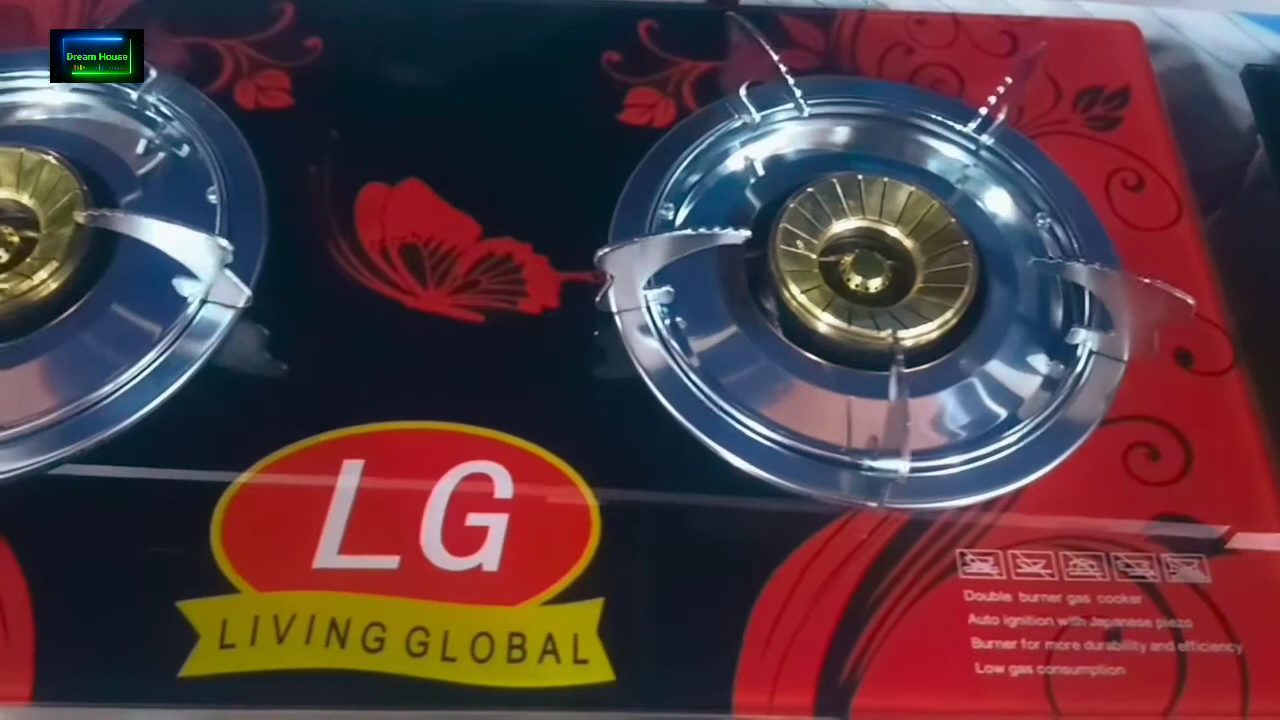 Dream House
LG
LIVING GLOBAL
Double burner gas cooker
Auto ignition with Japanese piezo
Burner for more durability and efficiency
Low gas consumption